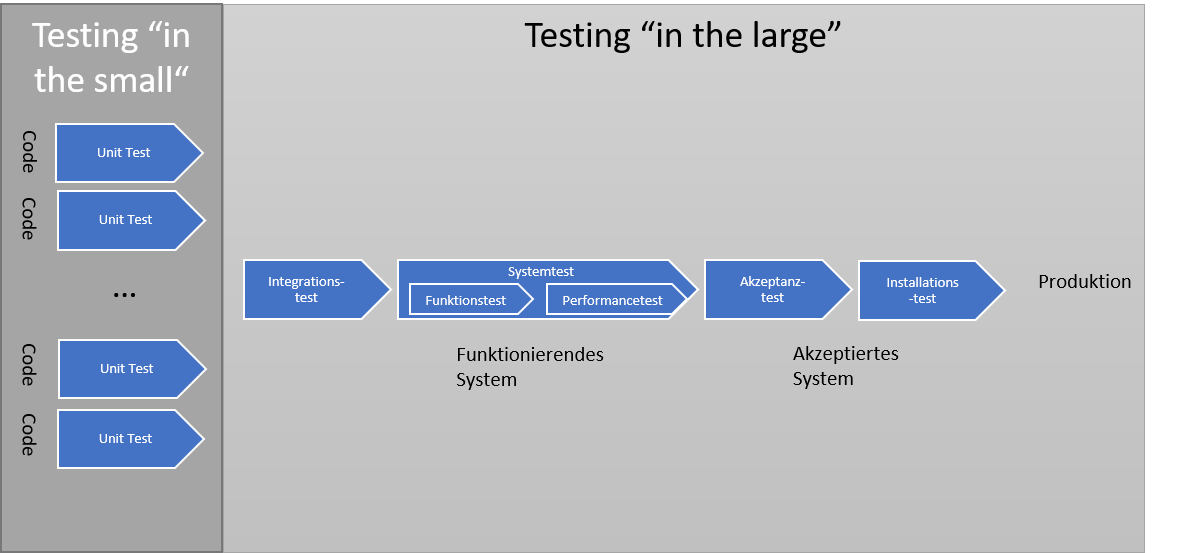 Testing “in
the small“
Code
Unit Test
Code
Unit Test
...
Code
Unit Test
Code
Unit Test
Testing “in the large”
Integrations-
test
Systemtest
Funktionstest
Performancetest
Akzeptanz-
test
Installations
-test
Produktion
Funktionierendes
System
Akzeptiertes
System